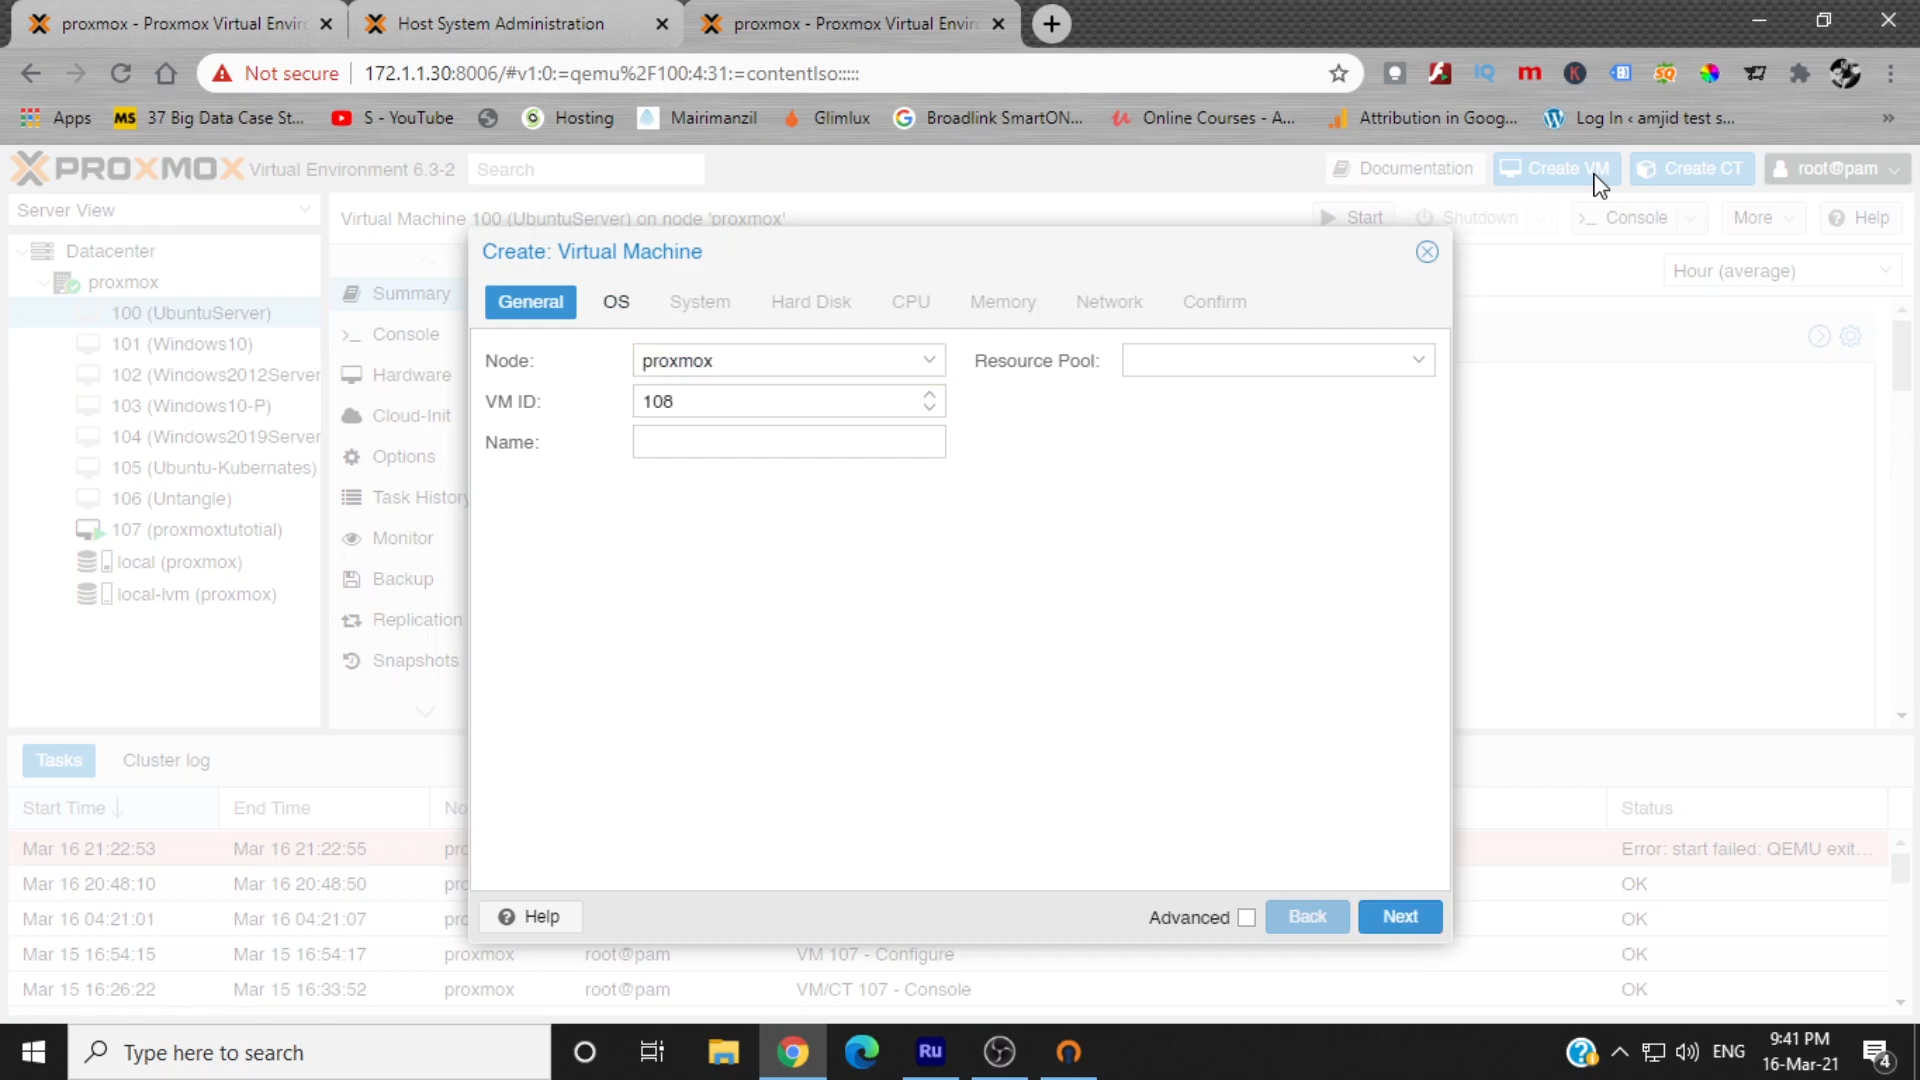 proxmox - Proxmox Virtual Envir
Host System Administration
proxmox - Proxmox Virtual Envir
Not secure
172.1.1.30:8006/#v1:0:=qemu%2F100:4:31:=contentIso:::::
Apps
MS 37 Big Data Case St...
S - YouTube
Hosting
Mairimanzil
Glimlux
Broadlink SmartON...
Online Courses - A...
Attribution in Goog...
Log In ‹ amjid test s...
»
PROXMOX Virtual Environment 6.3-2
Search
Documentation
Create VM
Create CT
root@pam
Server View
Virtual Machine 100 (UbuntuServer) on node 'proxmox'
Start
Shutdown
>_ Console
More
Help
Datacenter
proxmox
100 (UbuntuServer)
101 (Windows10)
102 (Windows2012Server
103 (Windows10-P)
104 (Windows2019Server
105 (Ubuntu-Kubernates)
106 (Untangle)
107 (proxmoxtutotial)
local (proxmox)
local-lvm (proxmox)
Summary
>_ Console
Hardware
Cloud-Init
Options
Task History
Monitor
Backup
Replication
Snapshots
Hour (average)
Create: Virtual Machine
General
OS
System
Hard Disk
CPU
Memory
Network
Confirm
Node:
proxmox
Resource Pool:
VM ID:
108
Name:
Help
Advanced
Back
Next
Tasks
Cluster log
Start Time
End Time
No
Status
Mar 16 21:22:53
Mar 16 21:22:55
pro
Error: start failed: QEMU exit...
Mar 16 20:48:10
Mar 16 20:48:50
pro
OK
Mar 16 04:21:01
Mar 16 04:21:07
pro
OK
Mar 15 16:54:15
Mar 15 16:54:17
proxmox
root@pam
VM 107 - Configure
OK
Mar 15 16:26:22
Mar 15 16:33:52
proxmox
root@pam
VM/CT 107 - Console
OK
Type here to search
Ru
ENG
9:41 PM
16-Mar-21
4